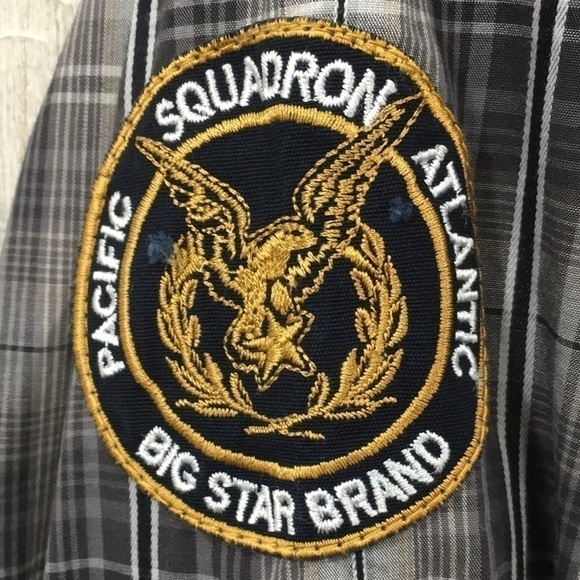 SQUADRON
PACIFIC
ATLANTIC
BIG STAR BRAND